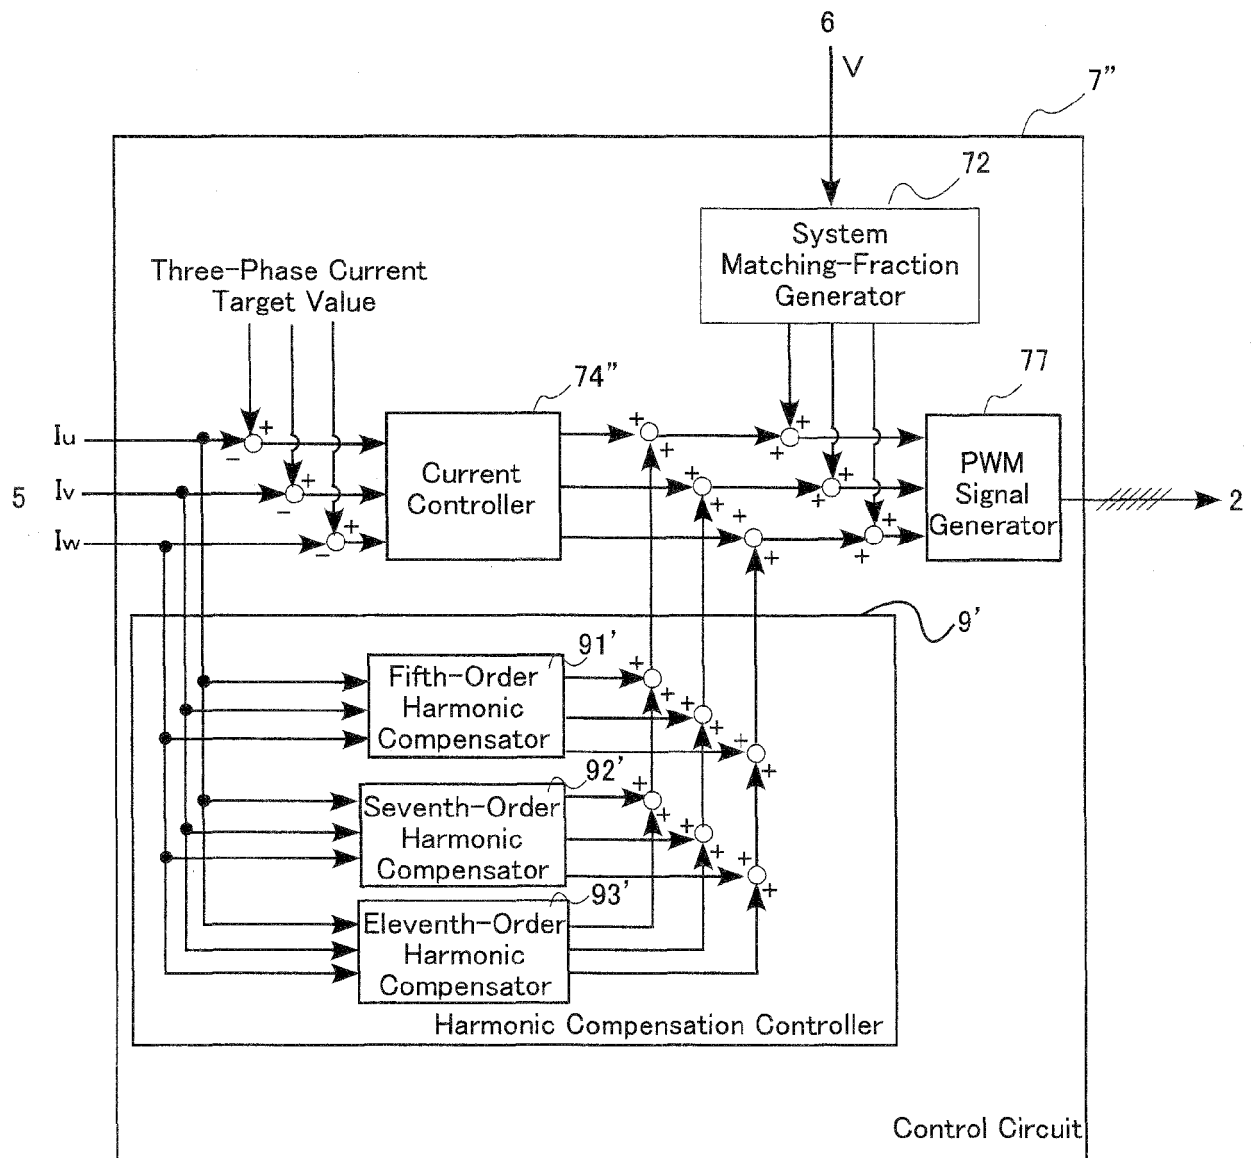 6
V
7”
72
System
Matching-Fraction
Generator
Three-Phase Current
Target Value
74”
77
+
+
+
+
+
Iu
−
+
+
Current
Controller
PWM
Signal
Generator
5
Iv
−
+
+
+
+
+
2
Iw
−
+
+
+
+
9'
91'
Fifth-Order
Harmonic
Compensator
+
+
+
+
−
+
92'
Seventh-Order
Harmonic
Compensator
+
+
+
+
+
+
93'
Eleventh-Order
Harmonic
Compensator
Harmonic Compensation Controller
Control Circuit